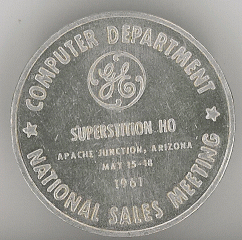 COMPUTER DEPARTMENT
GE
SUPERSTITION HO
APACHE JUNCTION, ARIZONA
MAY 15-18
1961
NATIONAL SALES MEETING